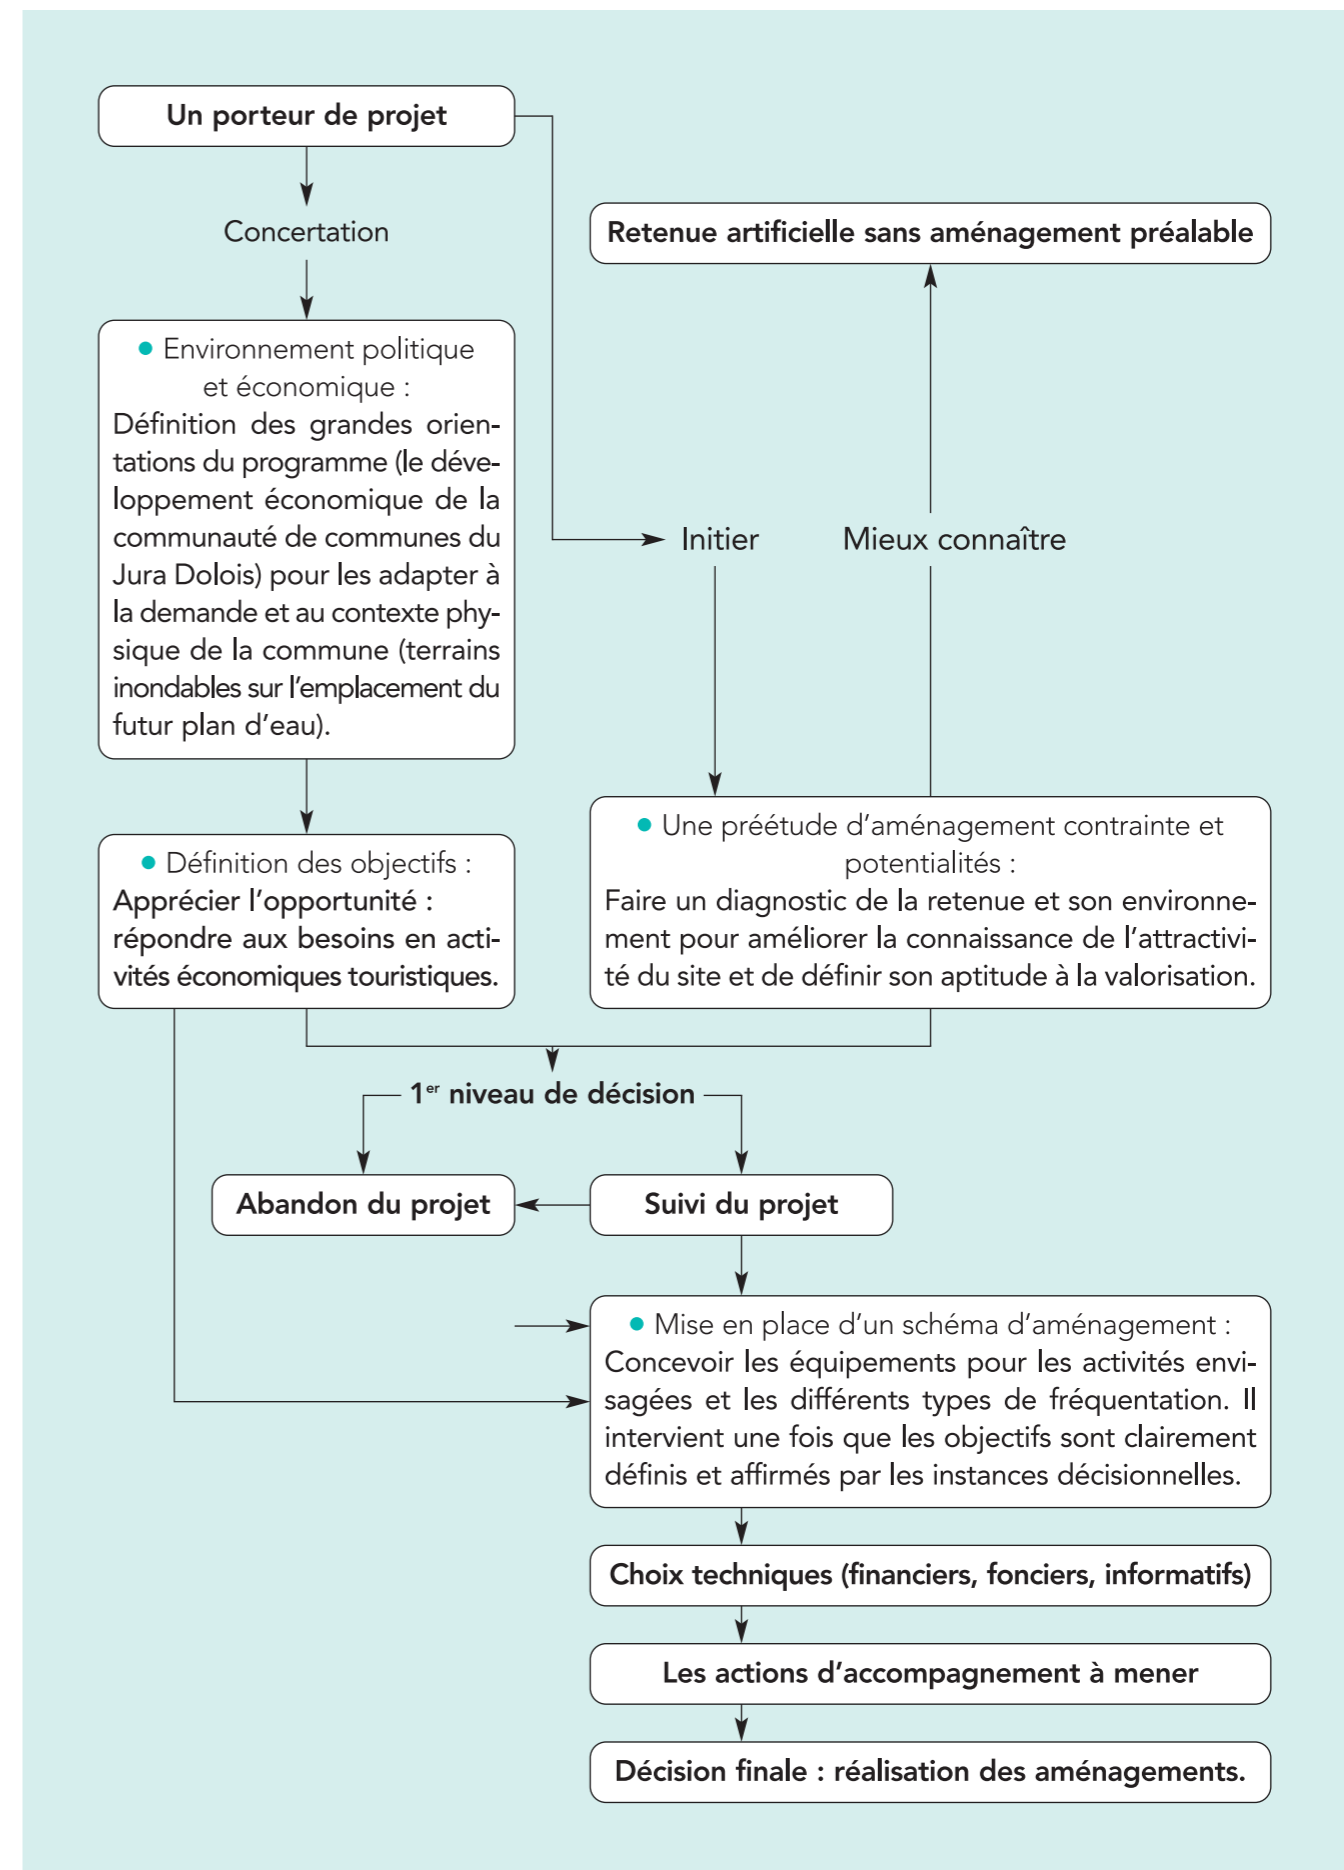 Un porteur de projet
Concertation
Retenue artificielle sans aménagement préalable
• Environnement politique
et économique :
Définition des grandes orien-
tations du programme (le déve-
loppement économique de la
communauté de communes du
Jura Dolois) pour les adapter à
la demande et au contexte phy-
sique de la commune (terrains
inondables sur l'emplacement du
futur plan d'eau).
Initier
Mieux connaître
• Définition des objectifs :
Apprécier l'opportunité :
répondre aux besoins en acti-
vités économiques touristiques.
• Une préétude d'aménagement contrainte et
potentialités :
Faire un diagnostic de la retenue et son environne-
ment pour améliorer la connaissance de l'attractivi-
té du site et de définir son aptitude à la valorisation.
1er niveau de décision
Abandon du projet
Suivi du projet
• Mise en place d'un schéma d'aménagement :
Concevoir les équipements pour les activités envi-
sagées et les différents types de fréquentation. Il
intervient une fois que les objectifs sont clairement
définis et affirmés par les instances décisionnelles.
Choix techniques (financiers, fonciers, informatifs)
Les actions d'accompagnement à mener
Décision finale : réalisation des aménagements.